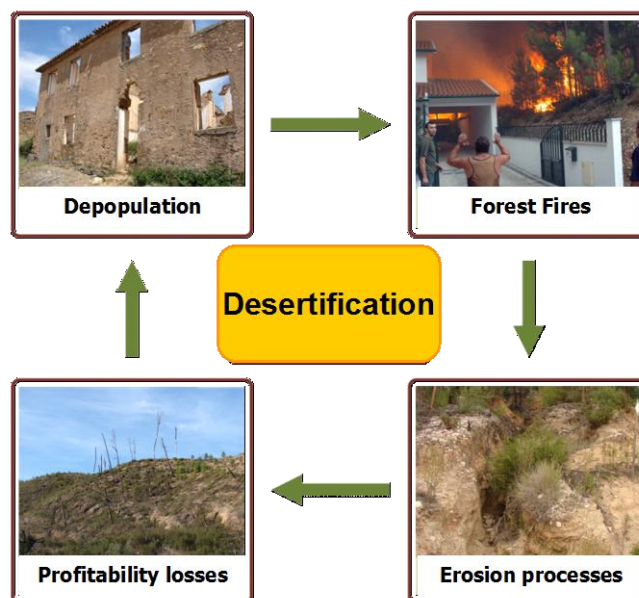 Depopulation
Forest Fires
Desertification
Profitability losses
Erosion processes